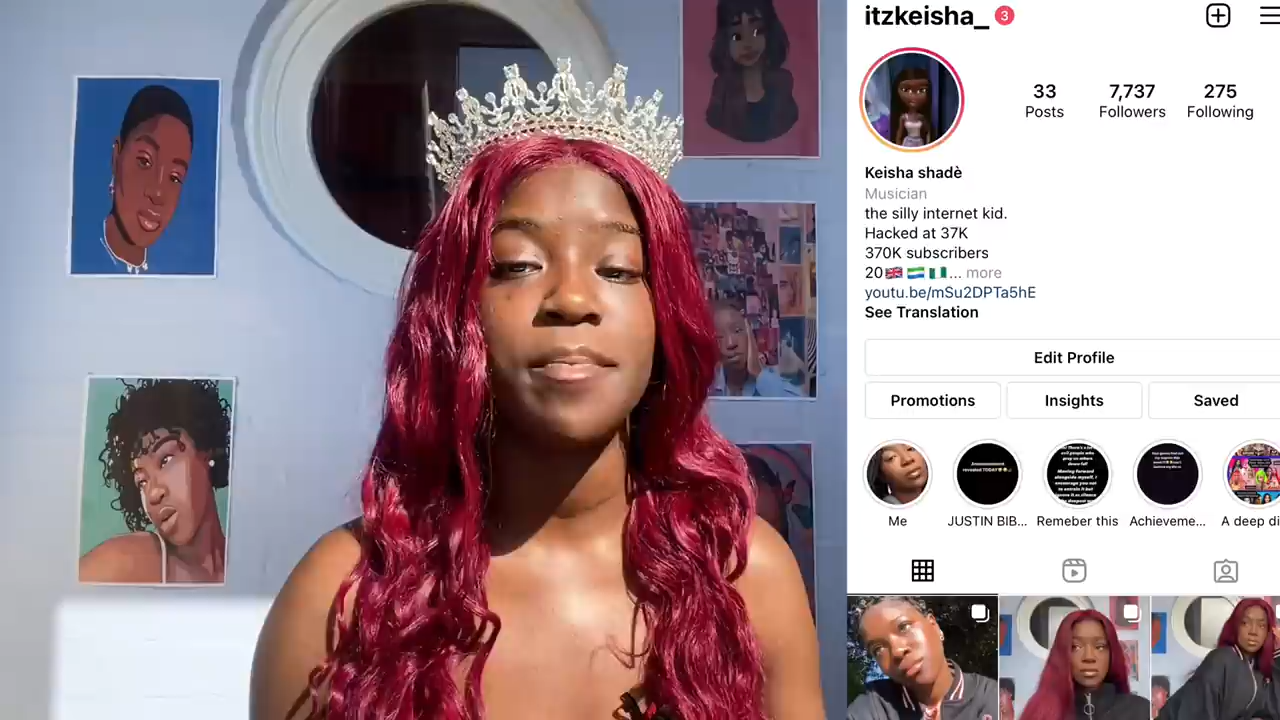 itzkeisha_ 3
33 7,737 275
Posts Followers Following
Keisha shadè
Musician
the silly internet kid.
Hacked at 37K
370K subscribers
20🇬🇧 🇸🇱 🇳🇬... more
youtu.be/mSu2DPTa5hE
See Translation
Edit Profile
Promotions Insights Saved
Me JUSTIN BIB... Remeber this Achieveme... A deep di